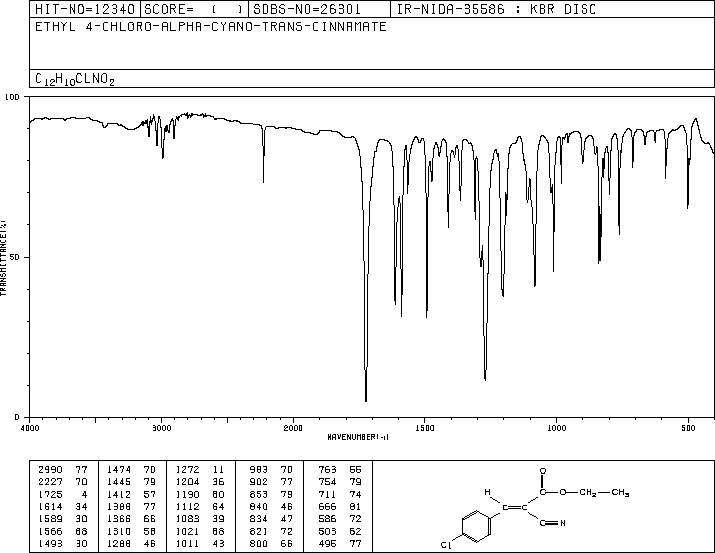 HIT-NO=12340 SCORE= ( ) SDBS-NO=26301 IR-NIDA-35586 : KBR DISC
ETHYL 4-CHLORO-ALPHA-CYANO-TRANS-CINNAMATE
C12H10CLNO2
100
50
0
TRANSMITTANCE(%)
4000 3000 2000 1500 1000 500
WAVENUMBER(-1)
2990 77 1474 70 1272 11 983 70 763 55
2227 70 1445 79 1204 36 902 77 754 79
1725 4 1412 57 1190 60 853 79 711 74
1614 34 1388 77 1112 64 840 46 666 81
1589 30 1366 66 1083 39 834 47 586 72
1566 68 1310 58 1021 68 821 72 503 62
1493 30 1288 46 1011 43 800 66 496 77
O
H
C O CH2 CH3
C C
C N
Cl